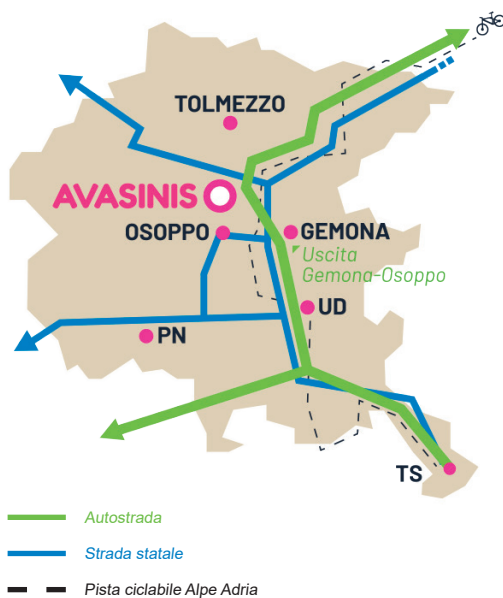 TOLMEZZO
AVASINIS
OSOPPO
GEMONA
Uscita
Gemona-Osoppo
UD
PN
TS
Autostrada
Strada statale
Pista ciclabile Alpe Adria